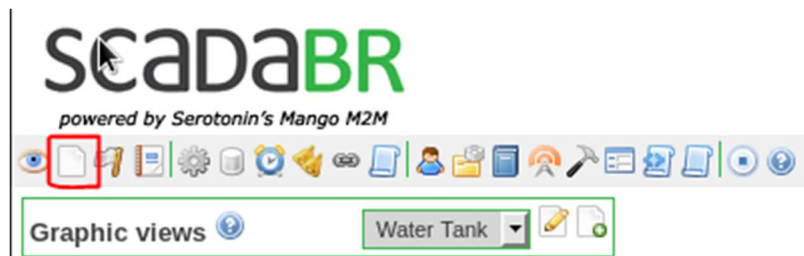 scaDaBR
powered by Serotonin's Mango M2M
Graphic views
Water Tank